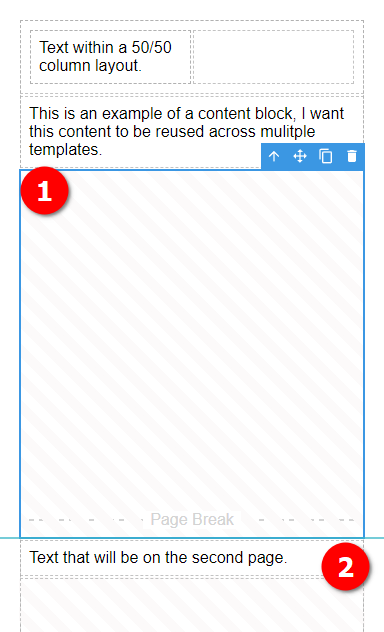 Text within a 50/50
column layout.
This is an example of a content block, I want
this content to be reused across mulitple
templates.
1
Page Break
Text that will be on the second page.
2